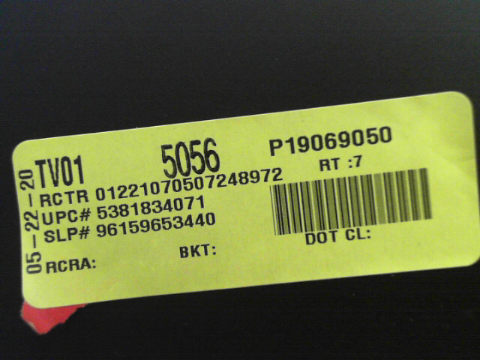 05-22-20
TV01 5056 P19069050
RCTR 01221070507248972 RT :7
UPC# 5381834071
SLP# 96159653440
RCRA: BKT: DOT CL: